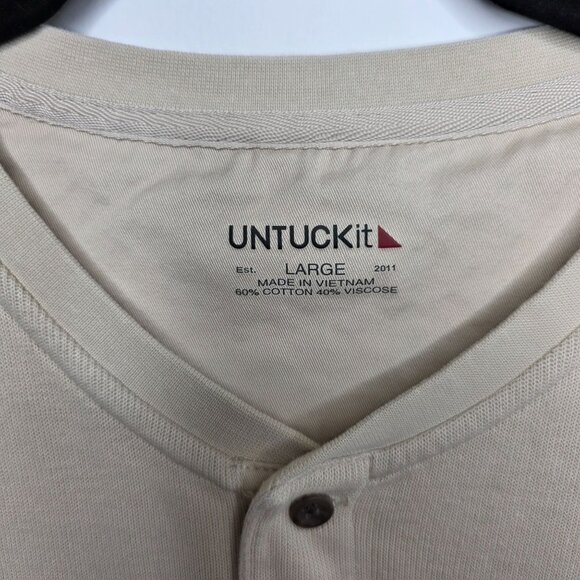 UNTUCKit
Est. LARGE 2011
MADE IN VIETNAM
60% COTTON 40% VISCOSE